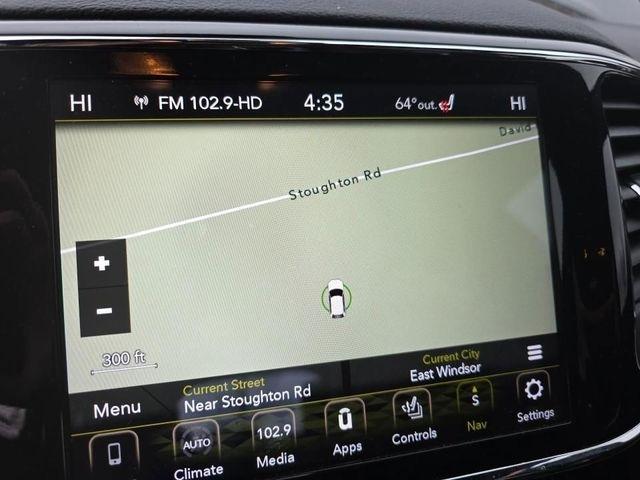 HI FM 102.9-HD 4:35 64°out. HI
David
Stoughton Rd
+
-
300 ft
Menu
Current Street
Near Stoughton Rd
Current City
East Windsor
AUTO
Climate
102.9
Media
Apps
Controls
S
Nav
Settings